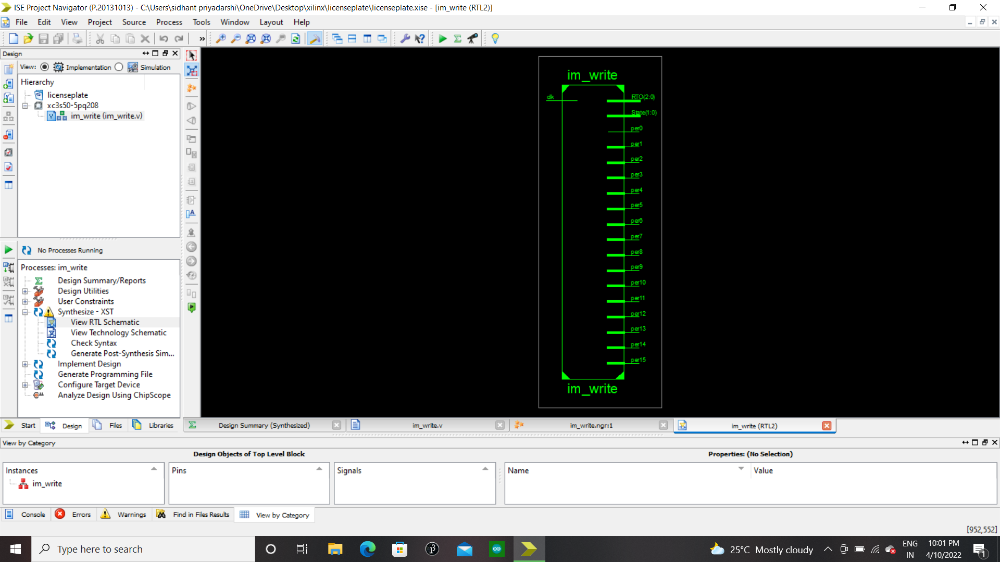 ISE Project Navigator (P.20131013) - C:\Users\sidhant priyadarshi\OneDrive\Desktop\xilinx\licenseplate\licenseplate.xise - [im_write (RTL2)]
File Edit View Project Source Process Tools Window Layout Help
Design
View: Implementation Simulation
Hierarchy
licenseplate
xc3s50-5pq208
im_write (im_write.v)
No Processes Running
Processes: im_write
Design Summary/Reports
Design Utilities
User Constraints
Synthesize - XST
View RTL Schematic
View Technology Schematic
Check Syntax
Generate Post-Synthesis Sim...
Implement Design
Generate Programming File
Configure Target Device
Analyze Design Using ChipScope
Start Design Files Libraries
im_write
clk
RTO(2:0)
State(1:0)
per0
per1
per2
per3
per4
per5
per6
per7
per8
per9
per10
per11
per12
per13
per14
per15
im_write
Design Summary (Synthesized) im_write.v im_write.ngr:1 im_write (RTL2)
View by Category
Design Objects of Top Level Block Properties: (No Selection)
Instances Pins Signals Name Value
im_write
Console Errors Warnings Find in Files Results View by Category
[952,552]
Type here to search
25°C Mostly cloudy
ENG
IN
10:01 PM
4/10/2022
1